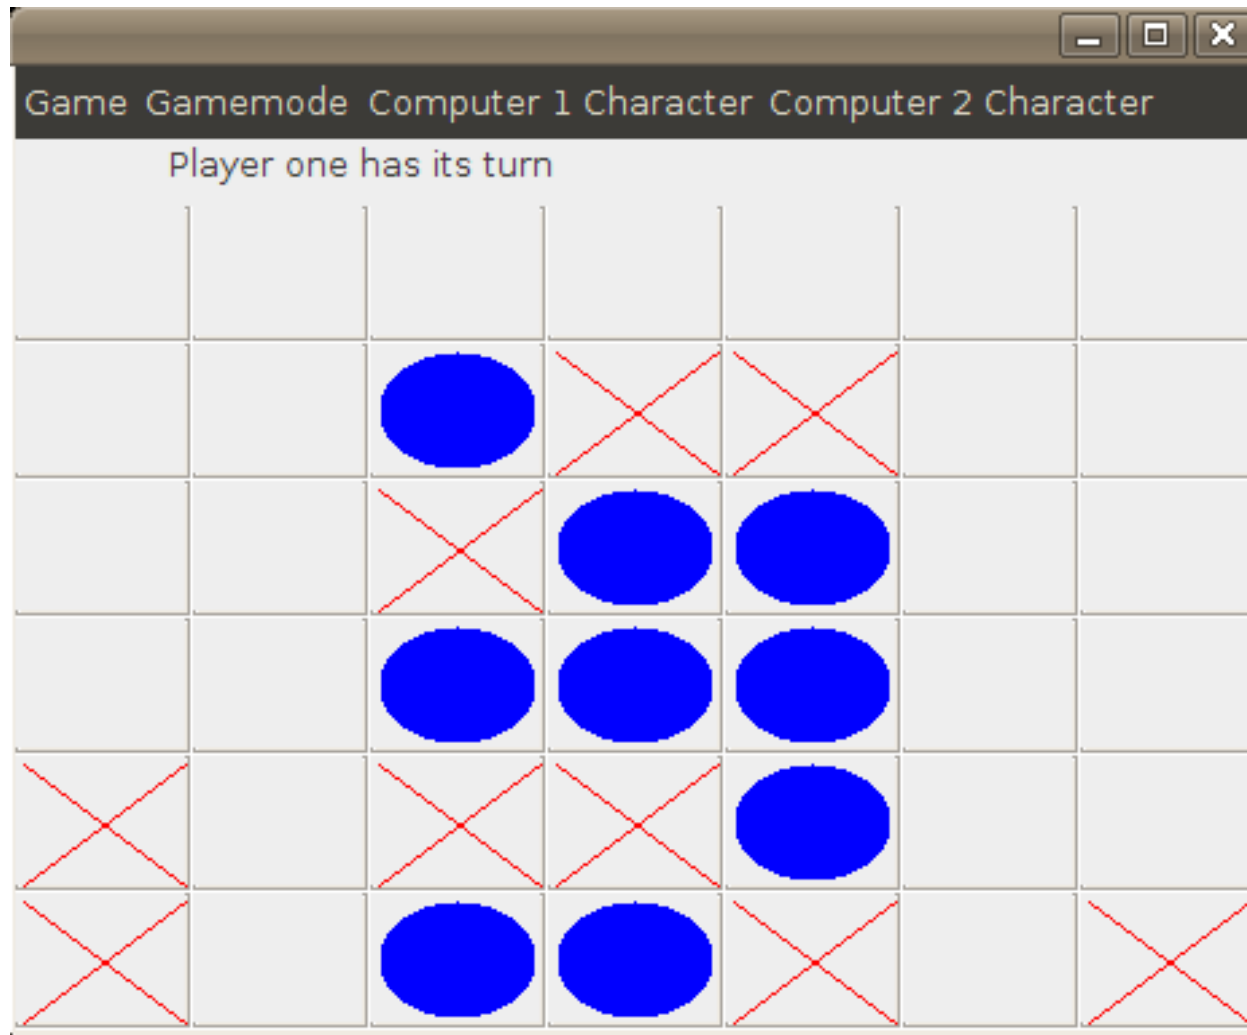 Game Gamemode Computer 1 Character Computer 2 Character
Player one has its turn